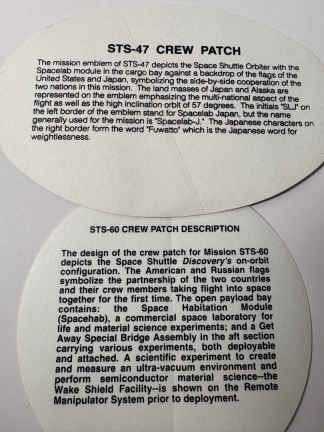 STS-47 CREW PATCH
The mission emblem of STS-47 depicts the Space Shuttle Orbiter with the
Spacelab module in the cargo bay against a backdrop of the flags of the
United States and Japan, symbolizing the side-by-side cooperation of the
two nations in this mission. The land masses of Japan and Alaska are
represented on the emblem emphasizing the multi-national aspect of the
flight as well as the high inclination orbit of 57 degrees. The initials "SLJ" on
the left border of the emblem stand for Spacelab Japan, but the name
generally used for the mission is "Spacelab-J." The Japanese characters on
the right border form the word "Fuwatto" which is the Japanese word for
weightlessness.
STS-60 CREW PATCH DESCRIPTION
The design of the crew patch for Mission STS-60
depicts the Space Shuttle Discovery's on-orbit
configuration. The American and Russian flags
symbolize the partnership of the two countries
and their crew members taking flight into space
together for the first time. The open payload bay
contains: the Space Habitation Module
(Spacehab), a commercial space laboratory for
life and material science experiments; and a Get
Away Special Bridge Assembly in the aft section
carrying various experiments, both deployable
and attached. A scientific experiment to create
and measure an ultra-vacuum environment and
perform semiconductor material science--the
Wake Shield Facility--is shown on the Remote
Manipulator System prior to deployment.